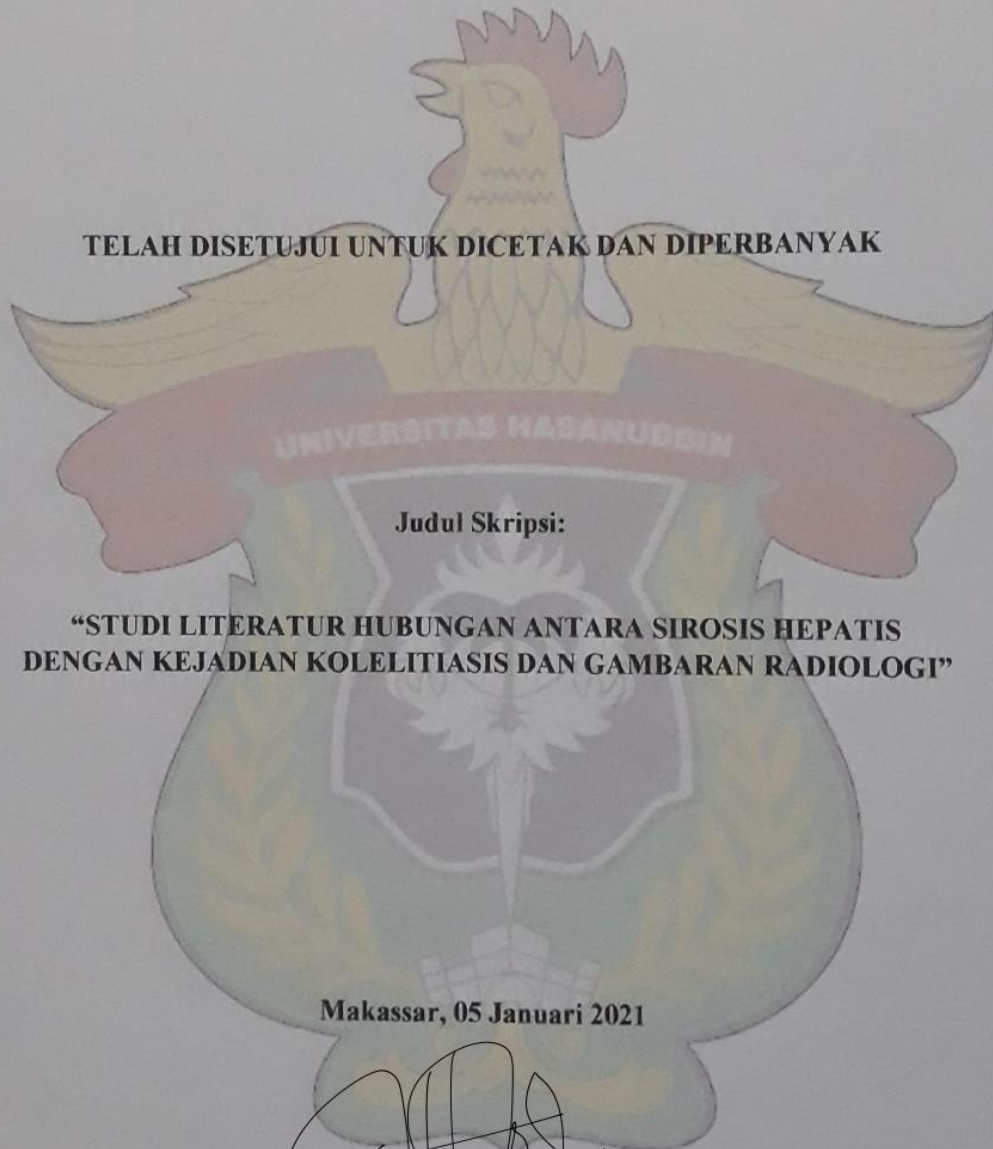 TELAH DISETUJUI UNTUK DICETAK DAN DIPERBANYAK
UNIVERSITAS HASANUDDIN
Judul Skripsi:
“STUDI LITERATUR HUBUNGAN ANTARA SIROSIS HEPATIS
DENGAN KEJADIAN KOLELITIASIS DAN GAMBARAN RADIOLOGI”
Makassar, 05 Januari 2021